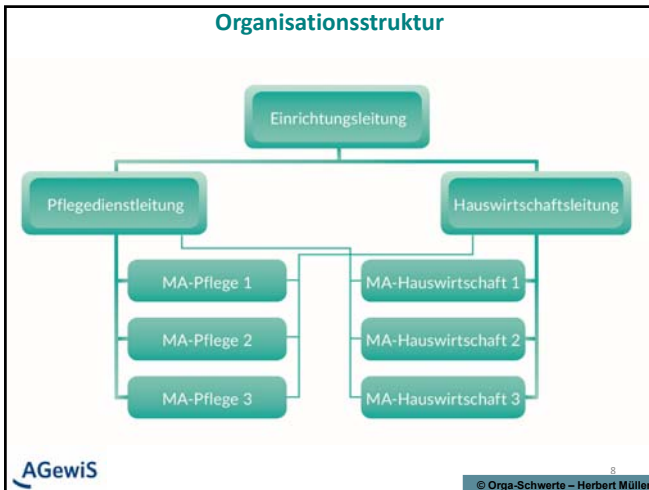 Organisationsstruktur
Einrichtungsleitung
Pflegedienstleitung
Hauswirtschaftsleitung
MA-Pflege 1
MA-Hauswirtschaft 1
MA-Pflege 2
MA-Hauswirtschaft 2
MA-Pflege 3
MA-Hauswirtschaft 3
AGewiS
8
© Orga-Schwerte – Herbert Müller